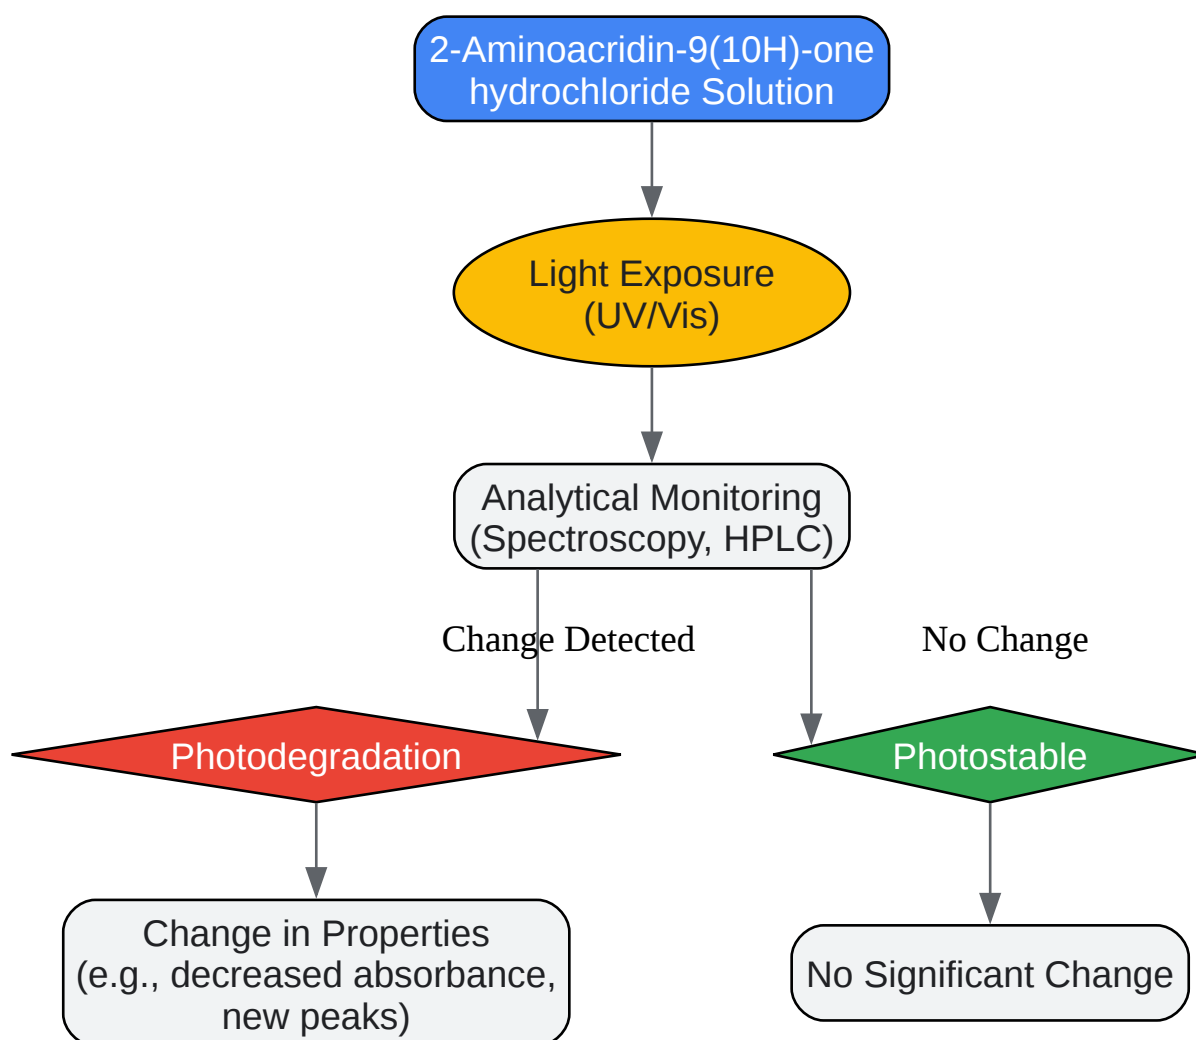 2-Aminoacridin-9(10H)-one
hydrochloride Solution
Light Exposure
(UV/Vis)
Analytical Monitoring
(Spectroscopy, HPLC)
Change Detected
No Change
Photodegradation
Photostable
Change in Properties
(e.g., decreased absorbance,
new peaks)
No Significant Change